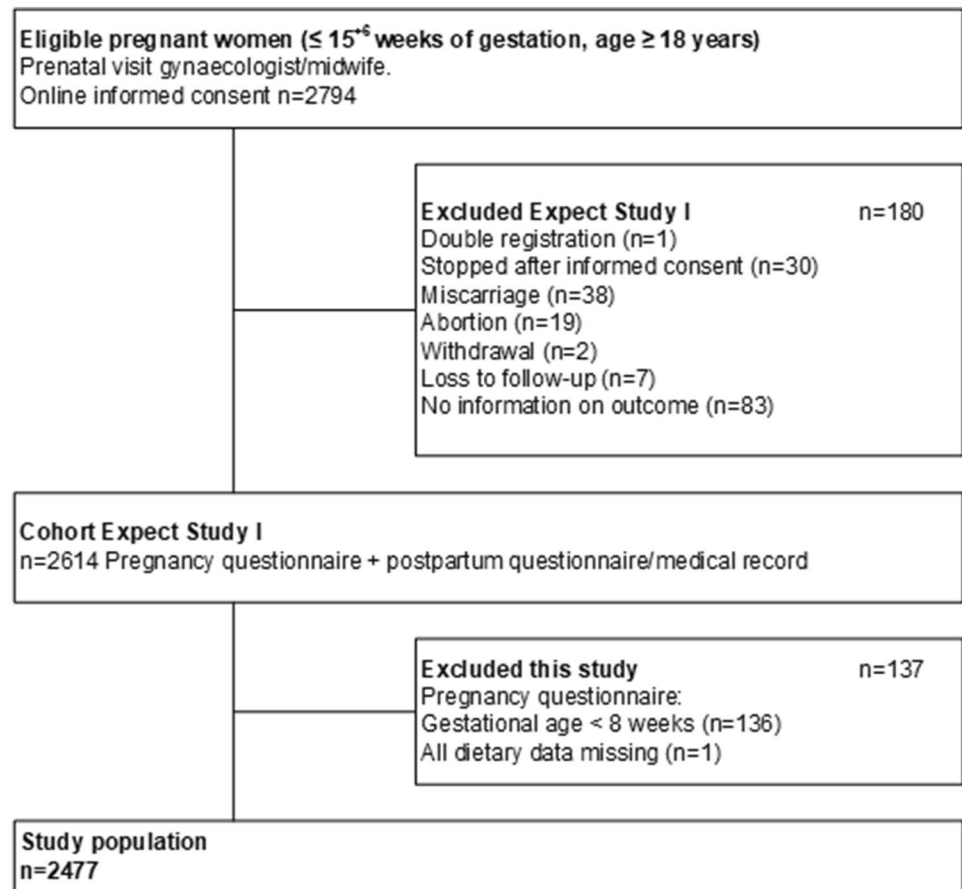 Eligible pregnant women (≤ 15⁺⁶ weeks of gestation, age ≥ 18 years)
Prenatal visit gynaecologist/midwife.
Online informed consent n=2794
Excluded Expect Study I n=180
Double registration (n=1)
Stopped after informed consent (n=30)
Miscarriage (n=38)
Abortion (n=19)
Withdrawal (n=2)
Loss to follow-up (n=7)
No information on outcome (n=83)
Cohort Expect Study I
n=2614 Pregnancy questionnaire + postpartum questionnaire/medical record
Excluded this study n=137
Pregnancy questionnaire:
Gestational age < 8 weeks (n=136)
All dietary data missing (n=1)
Study population
n=2477